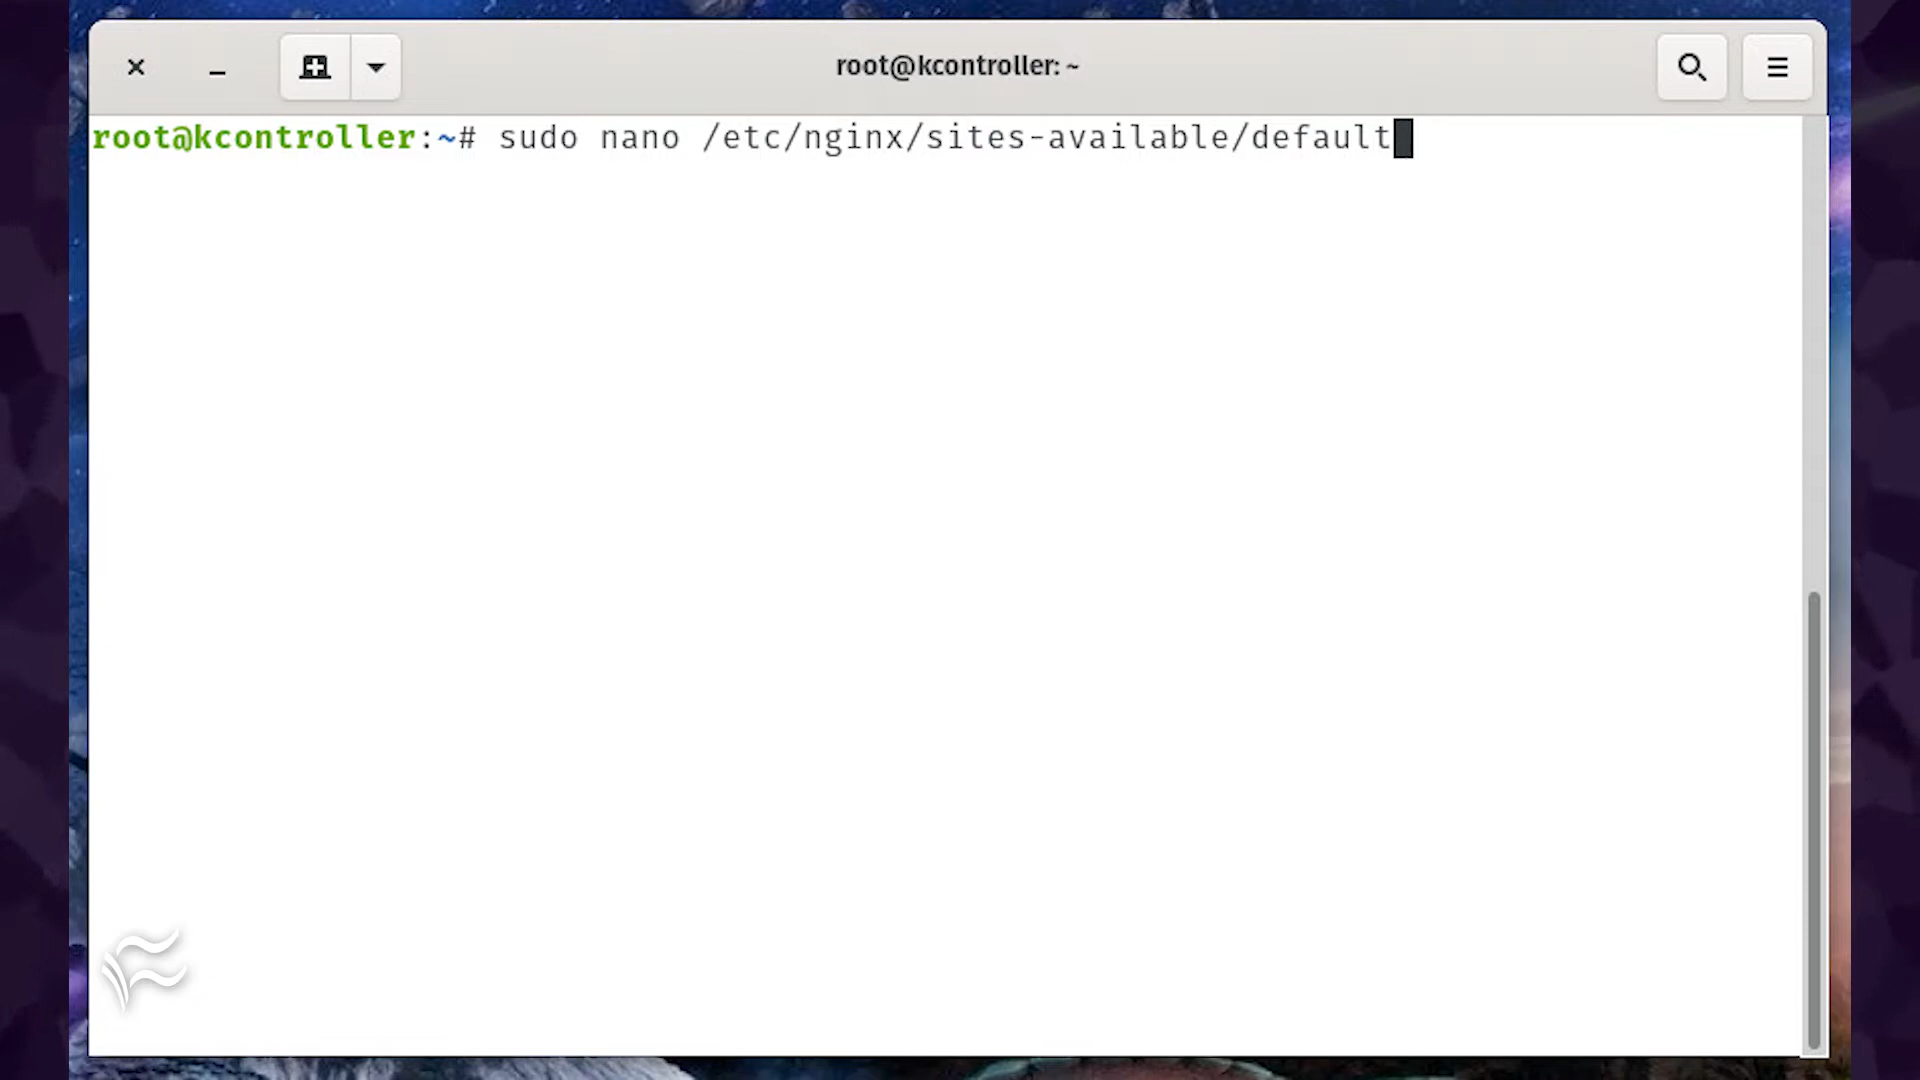 root@kcontroller: ~
root@kcontroller:~# sudo nano /etc/nginx/sites-available/default